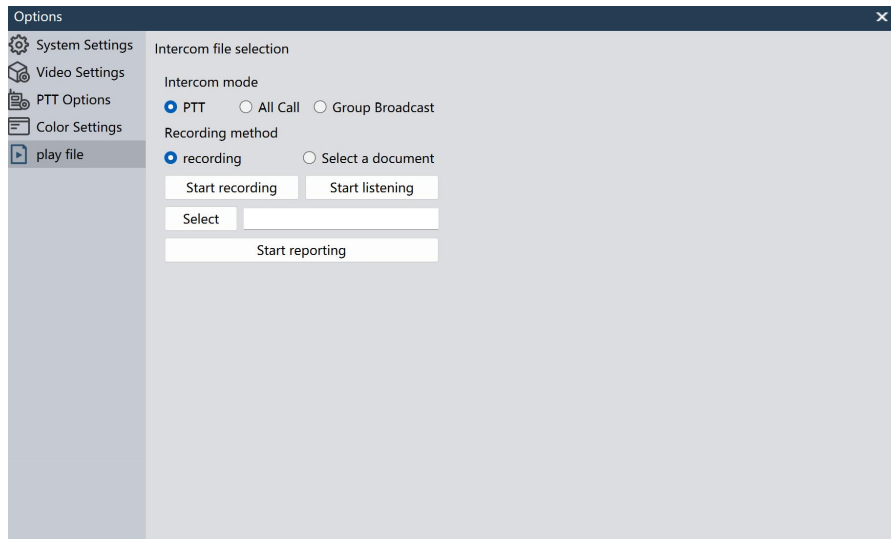 Options
System Settings
Video Settings
PTT Options
Color Settings
play file
Intercom file selection
Intercom mode
PTT All Call Group Broadcast
Recording method
recording Select a document
Start recording Start listening
Select
Start reporting